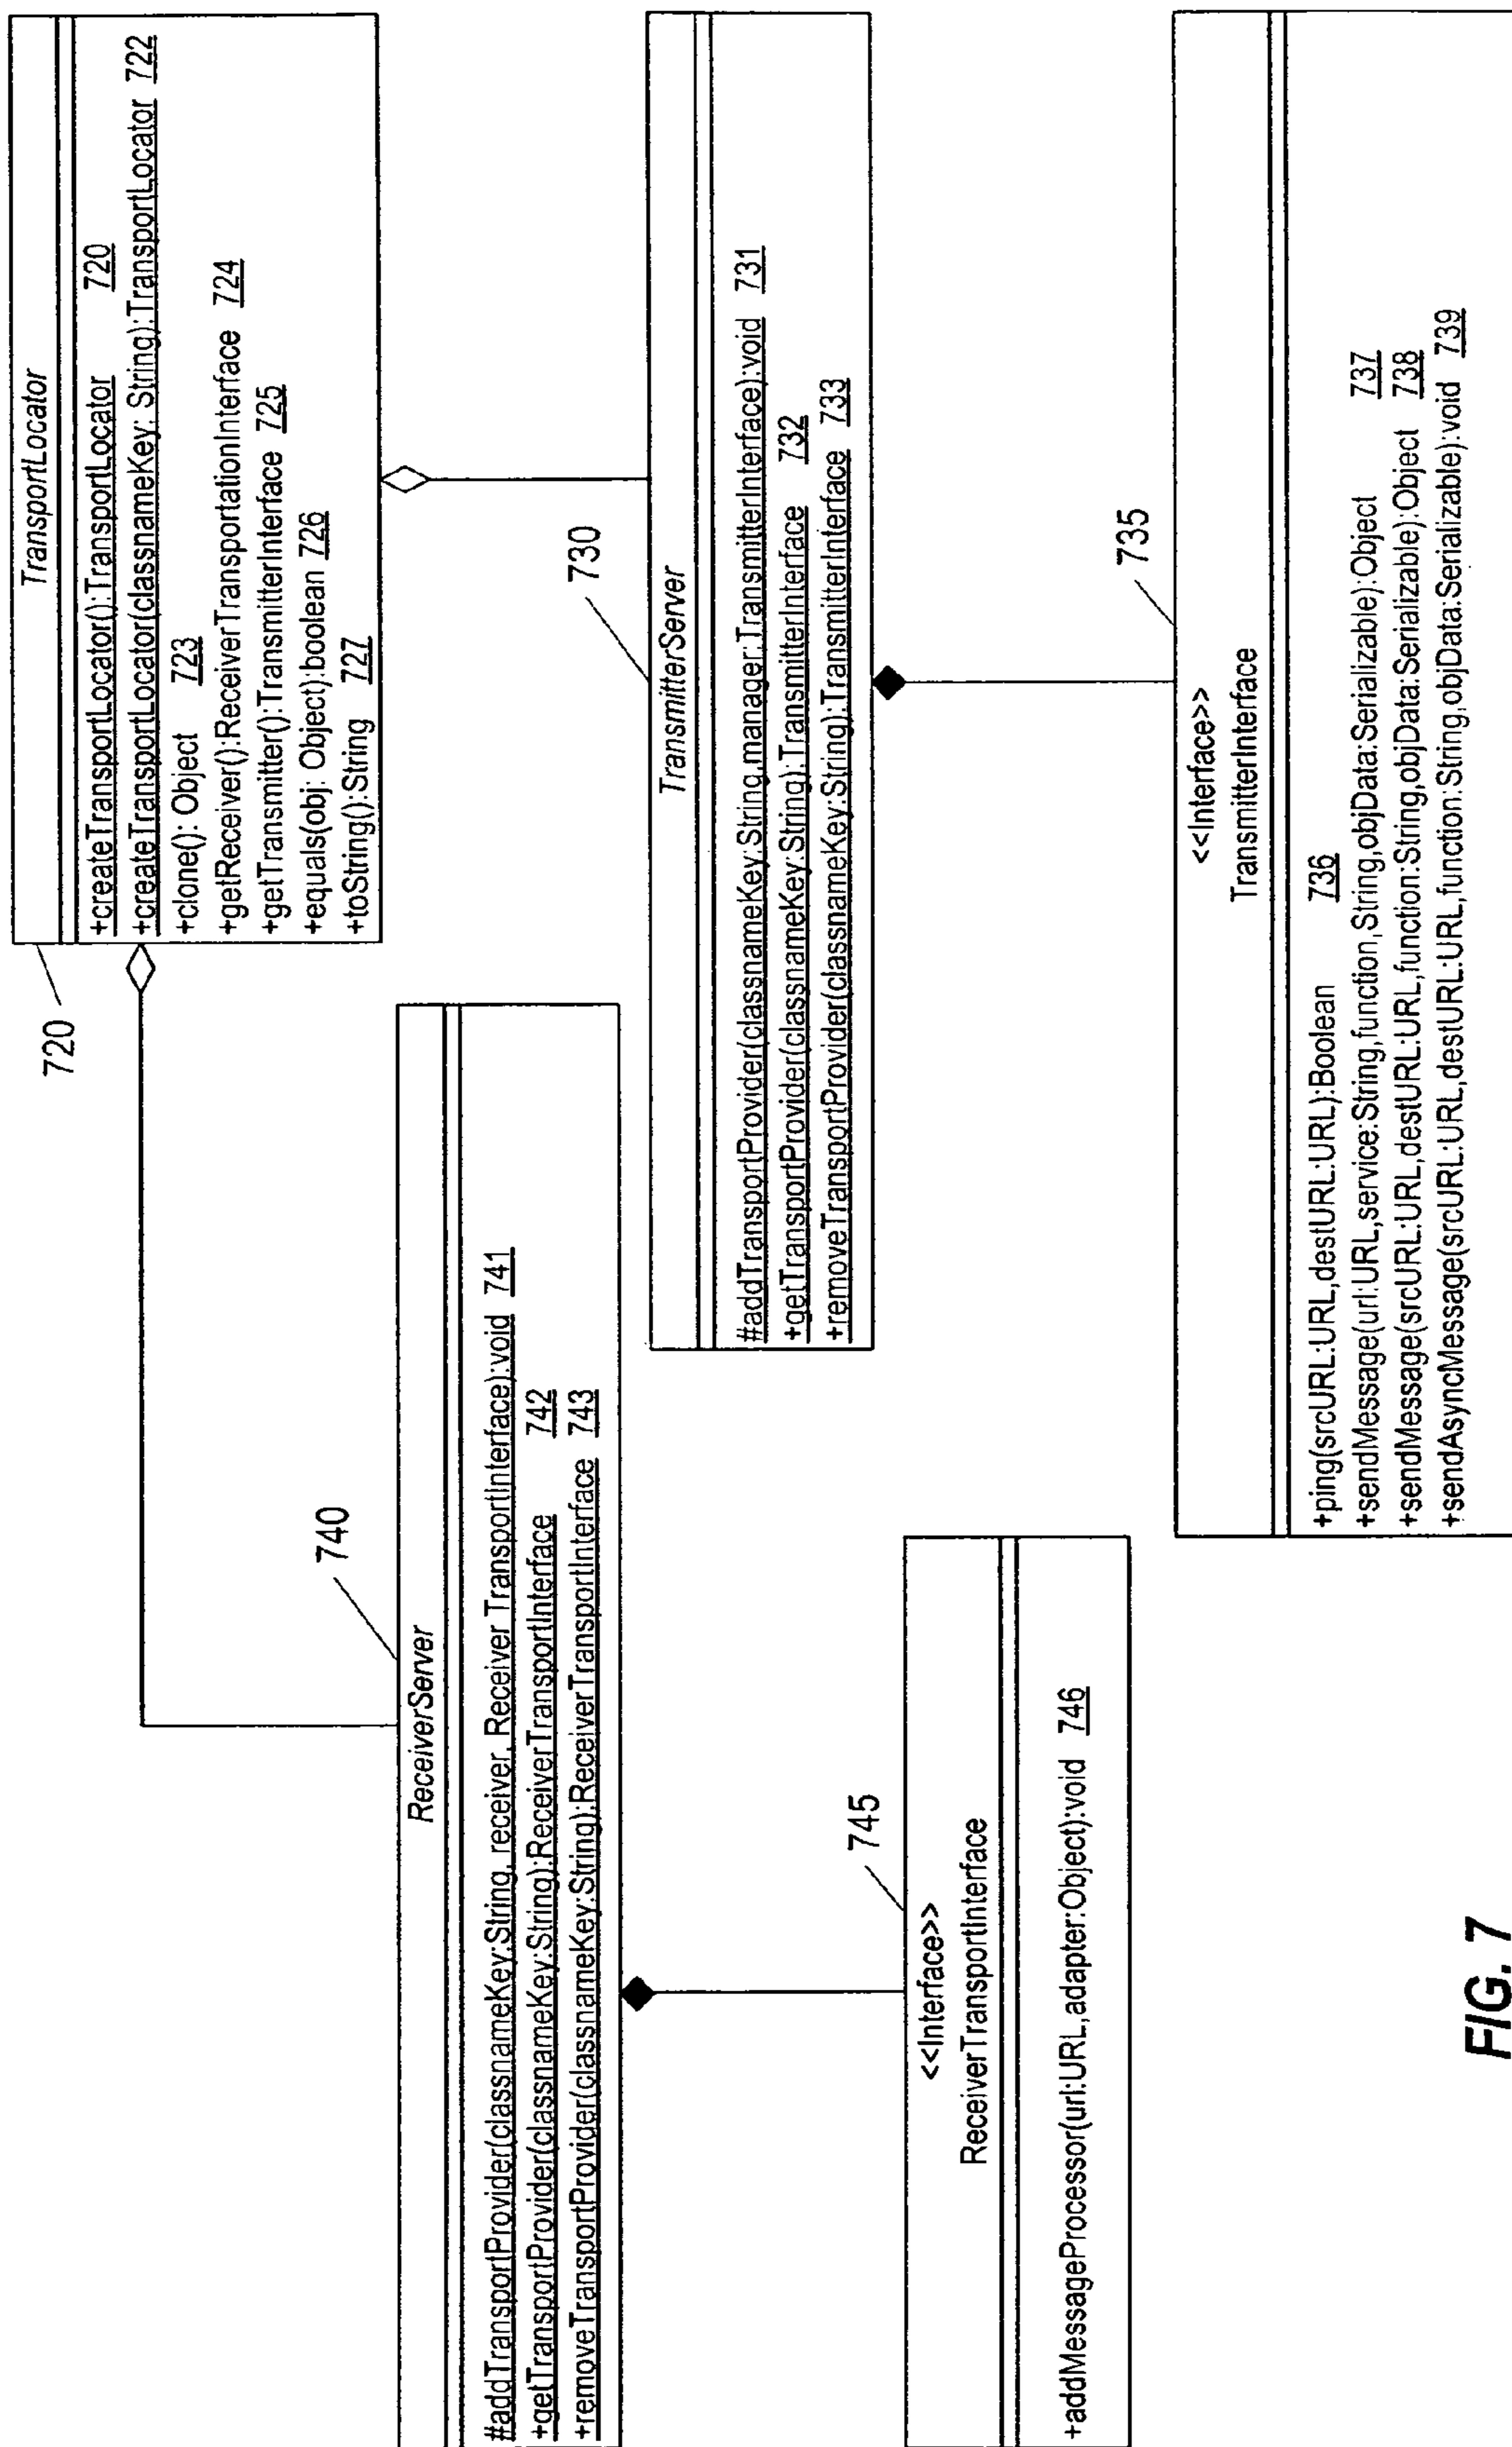 TransportLocator
720
+createTransportLocator():TransportLocator 720
+createTransportLocator(classnameKey: String):TransportLocator 722
+clone(): Object 723
+getReceiver():ReceiverTransportationInterface 724
+getTransmitter():TransmitterInterface 725
+equals(obj: Object):boolean 726
+toString():String 727
740
ReceiverServer
#addTransportProvider(classnameKey:String, receiver, Receiver TransportInterface):void 741
+getTransportProvider(classnameKey:String):ReceiverTransportInterface 742
+removeTransportProvider(classnameKey:String):ReceiverTransportInterface 743
730
TransmitterServer
#addTransportProvider(classnameKey:String,manager:TransmitterInterface):void 731
+getTransportProvider(classnameKey:String):TransmitterInterface 732
+removeTransportProvider(classnameKey:String):TransmitterInterface 733
745
<<Interface>>
ReceiverTransportInterface
+addMessageProcessor(url:URL,adapter:Object):void 746
735
<<Interface>>
TransmitterInterface
+ping(srcURL:URL,destURL:URL):Boolean 736
+sendMessage(url:URL,service:String,function,String,objData:Serializable):Object 737
+sendMessage(srcURL:URL,destURL:URL,function:String,objData:Serializable):Object 738
+sendAsyncMessage(srcURL:URL,destURL:URL,function:String,objData:Serializable):void 739
FIG. 7